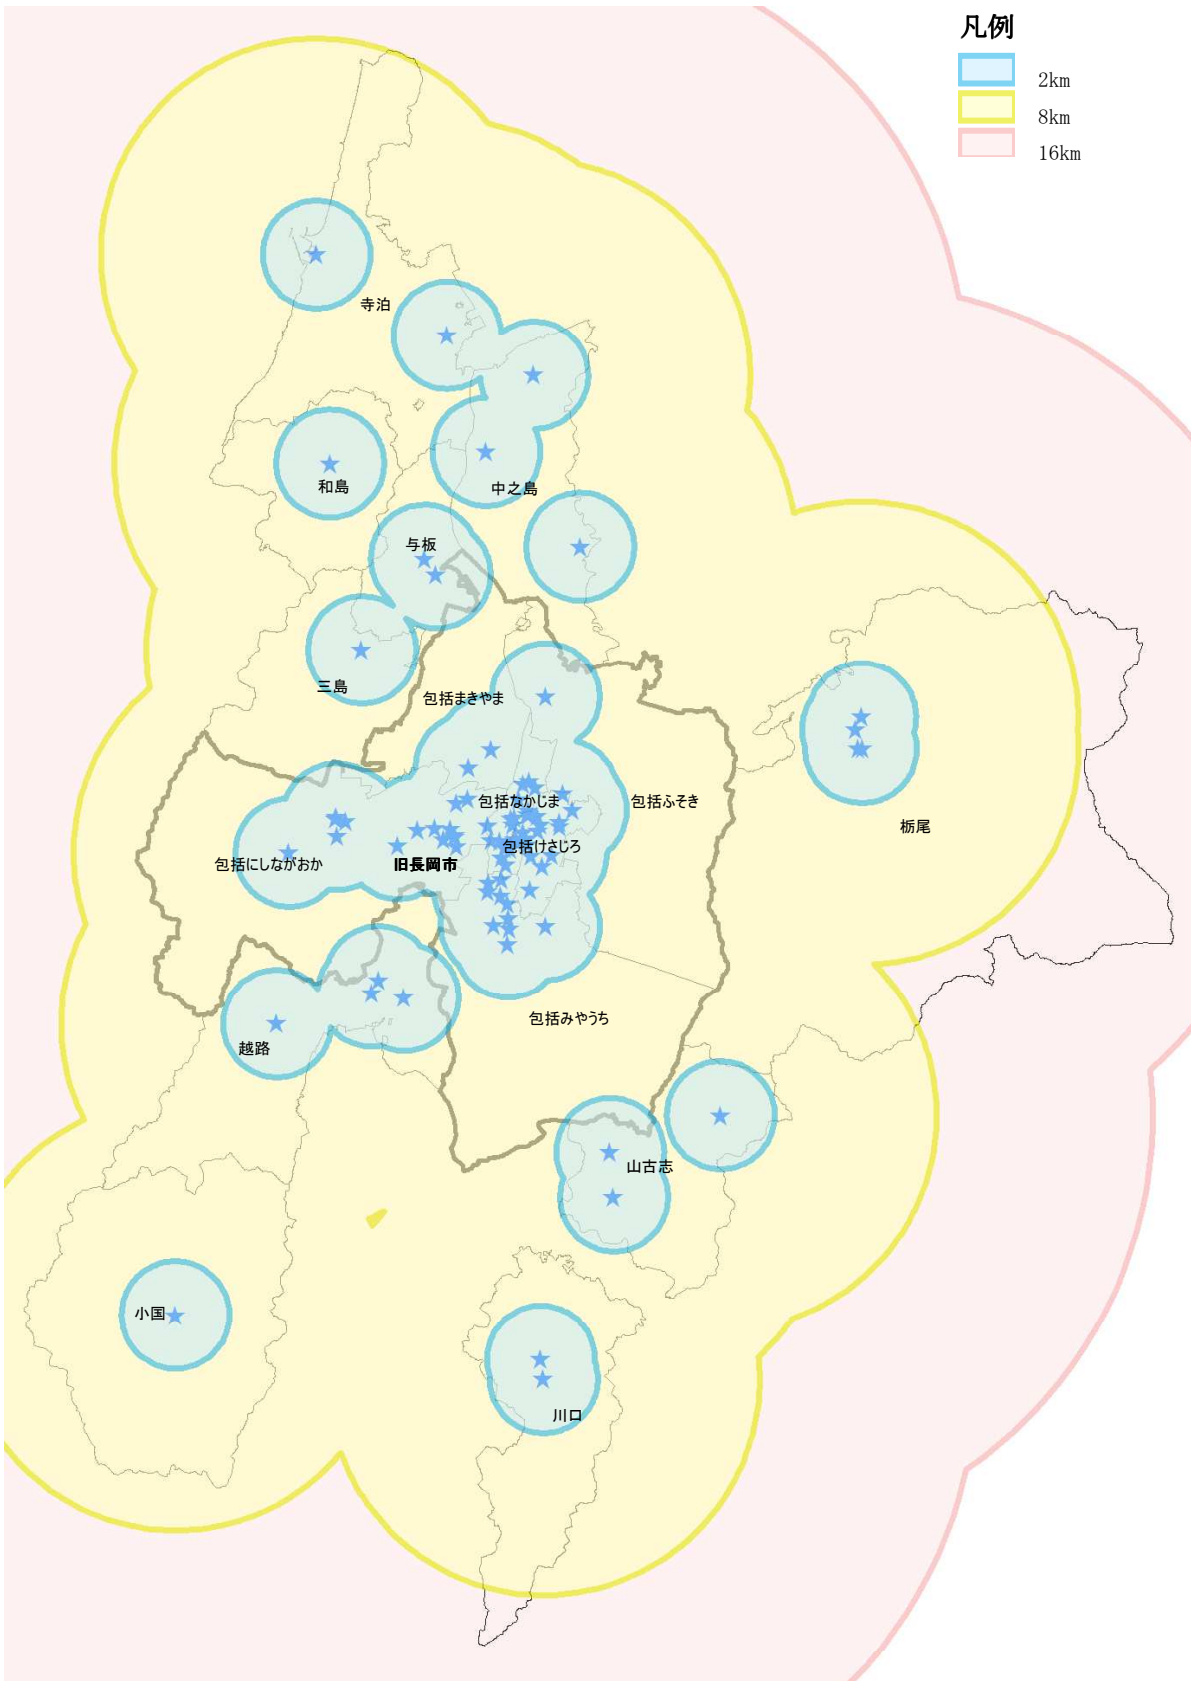 凡例
2km
8km
16km
寺泊
和島
中之島
与板
三島
包括まきやま
包括なかじま
包括ふそき
栃尾
包括けさじろ
包括にしながおか
旧長岡市
包括みやうち
越路
山古志
小国
川口